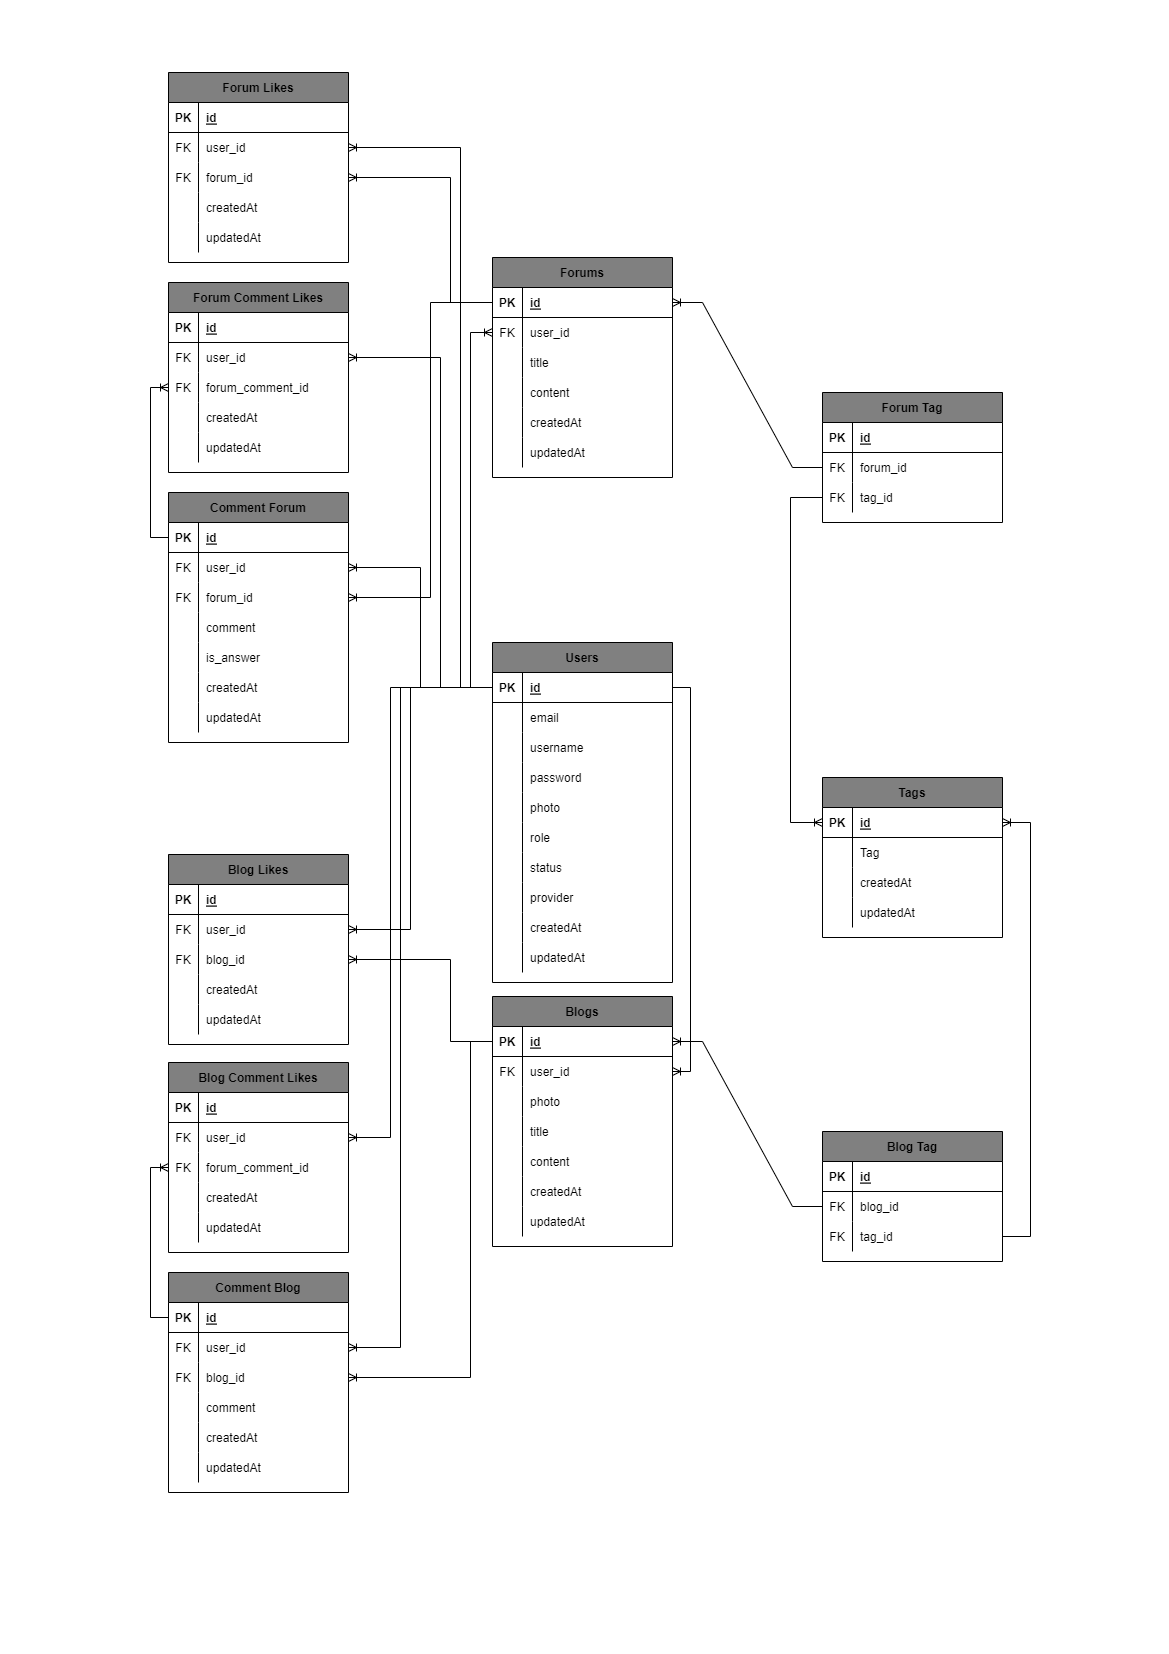 Forum Likes
PK id
FK user_id
FK forum_id
createdAt
updatedAt
Forum Comment Likes
PK id
FK user_id
FK forum_comment_id
createdAt
updatedAt
Comment Forum
PK id
FK user_id
FK forum_id
comment
is_answer
createdAt
updatedAt
Blog Likes
PK id
FK user_id
FK blog_id
createdAt
updatedAt
Blog Comment Likes
PK id
FK user_id
FK forum_comment_id
createdAt
updatedAt
Comment Blog
PK id
FK user_id
FK blog_id
comment
createdAt
updatedAt
Forums
PK id
FK user_id
title
content
createdAt
updatedAt
Users
PK id
email
username
password
photo
role
status
provider
createdAt
updatedAt
Blogs
PK id
FK user_id
photo
title
content
createdAt
updatedAt
Forum Tag
PK id
FK forum_id
FK tag_id
Tags
PK id
Tag
createdAt
updatedAt
Blog Tag
PK id
FK blog_id
FK tag_id